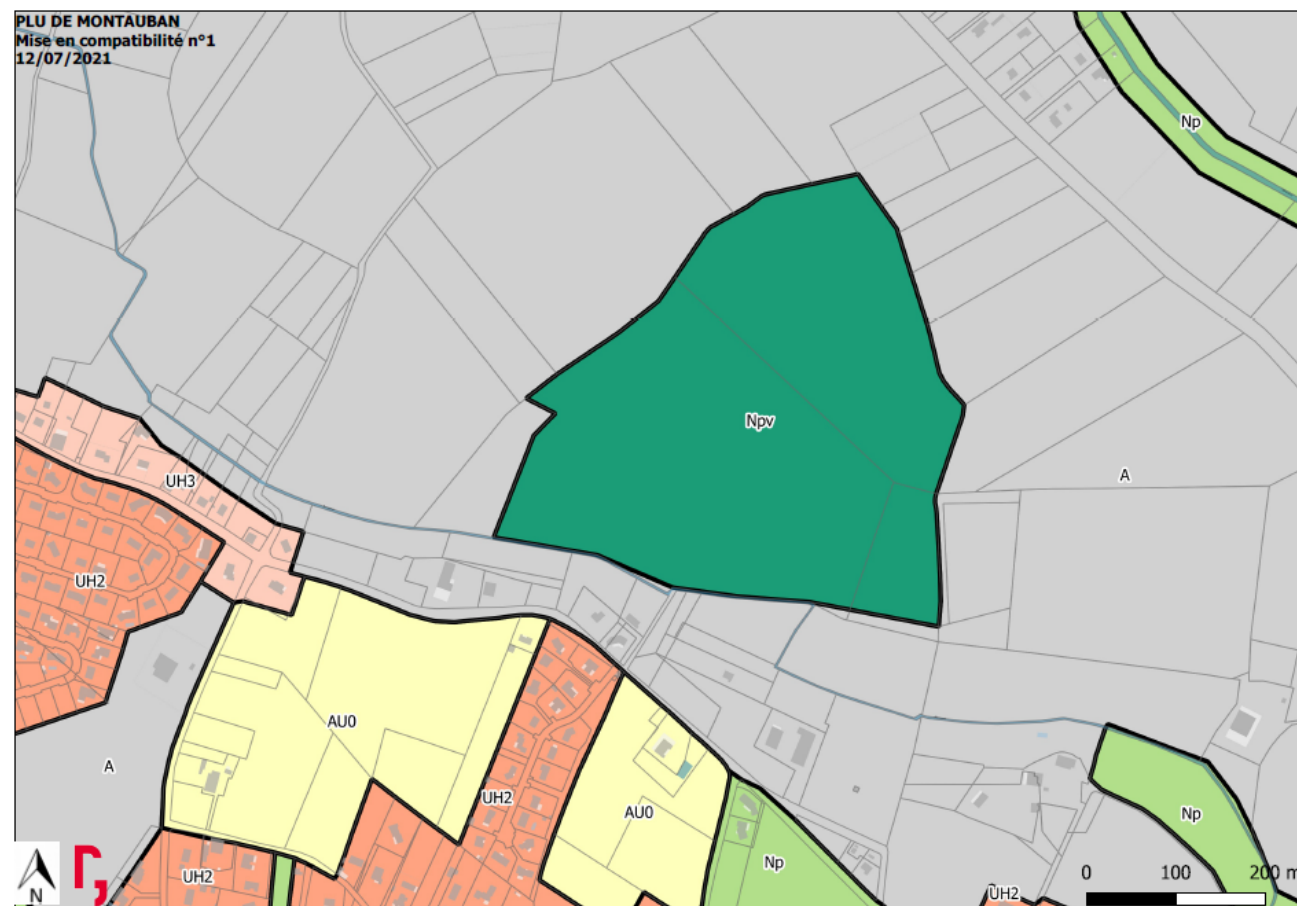 PLU DE MONTAUBAN
Mise en compatibilité n°1
12/07/2021
Np
Npv
A
UH3
UH2
AU0
A
UH2
AU0
Np
Np
UH2
UH2
N
0 100 200 m